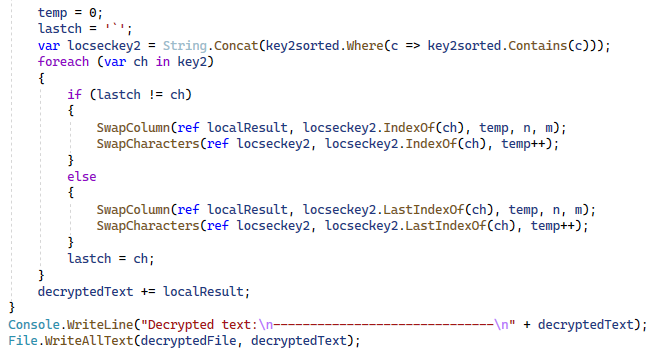 temp = 0;
lastch = '`';
var locseckey2 = String.Concat(key2sorted.Where(c => key2sorted.Contains(c)));
foreach (var ch in key2)
{
if (lastch != ch)
{
SwapColumn(ref localResult, locseckey2.IndexOf(ch), temp, n, m);
SwapCharacters(ref locseckey2, locseckey2.IndexOf(ch), temp++);
}
else
{
SwapColumn(ref localResult, locseckey2.LastIndexOf(ch), temp, n, m);
SwapCharacters(ref locseckey2, locseckey2.LastIndexOf(ch), temp++);
}
lastch = ch;
}
decryptedText += localResult;
}
Console.WriteLine("Decrypted text:\n------------------------------\n" + decryptedText);
File.WriteAllText(decryptedFile, decryptedText);